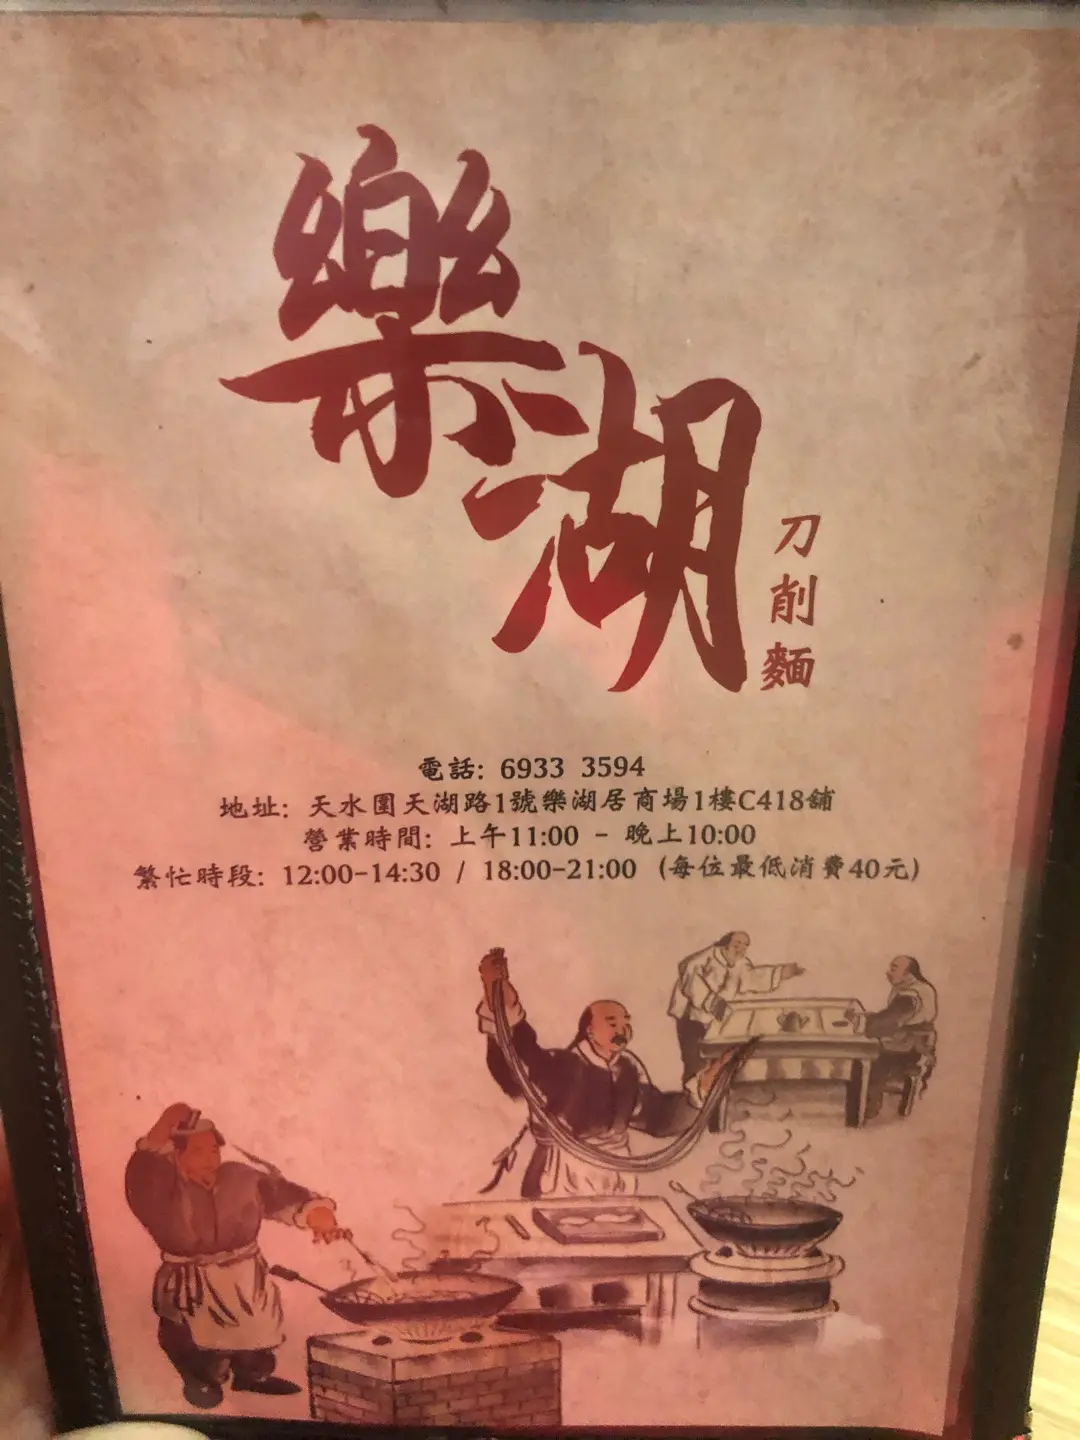 樂湖
刀削麵
電話: 6933 3594
地址: 天水圍天湖路1號樂湖居商場1樓C418舖
營業時間: 上午11:00 - 晚上10:00
繁忙時段: 12:00-14:30 / 18:00-21:00 (每位最低消費40元)